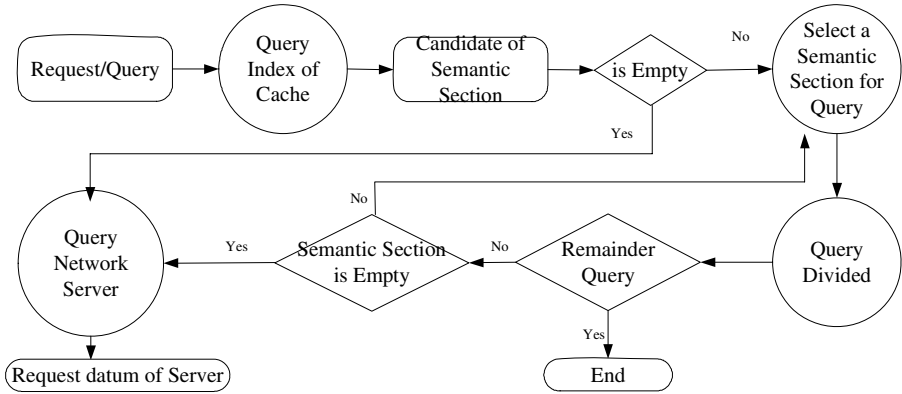 Request/Query
Query
Index of
Cache
Candidate of
Semantic
Section
is Empty
No
Select a
Semantic
Section for
Query
Yes
No
Query
Network
Server
Yes
Semantic Section
is Empty
No
Remainder
Query
Query
Divided
Yes
Request datum of Server
End